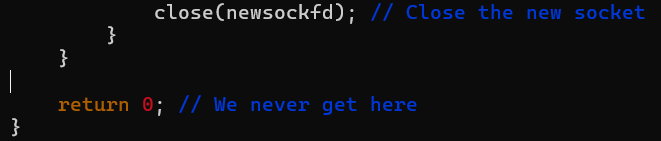 close(newsockfd); // Close the new socket
}
}
return 0; // We never get here
}